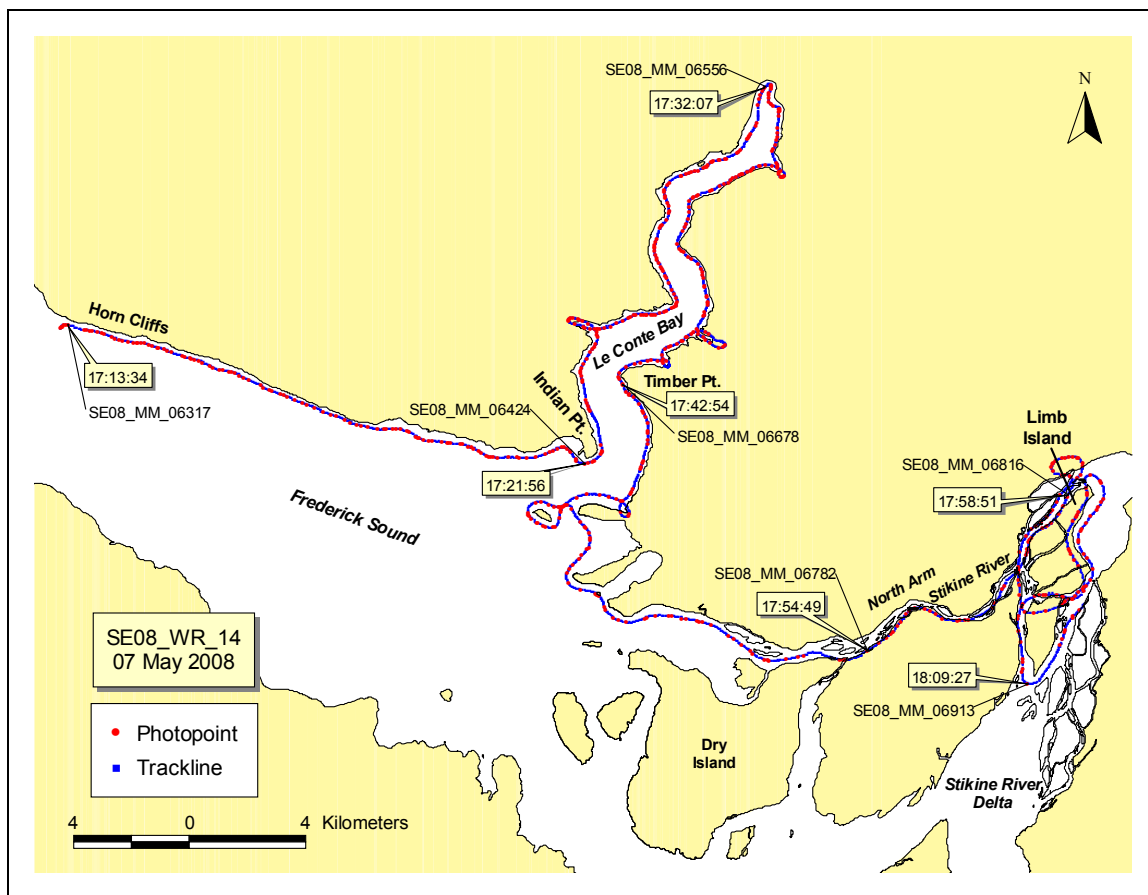 SE08_MM_06556
17:32:07
N
Horn Cliffs
17:13:34
SE08_MM_06317
Le Conte Bay
Indian Pt.
Timber Pt.
SE08_MM_06424
17:42:54
SE08_MM_06678
17:21:56
Limb
Island
SE08_MM_06816
17:58:51
Frederick Sound
SE08_MM_06782
17:54:49
North Arm
Stikine River
SE08_WR_14
07 May 2008
18:09:27
SE08_MM_06913
Photopoint
Trackline
Dry
Island
Stikine River
Delta
4 0 4 Kilometers